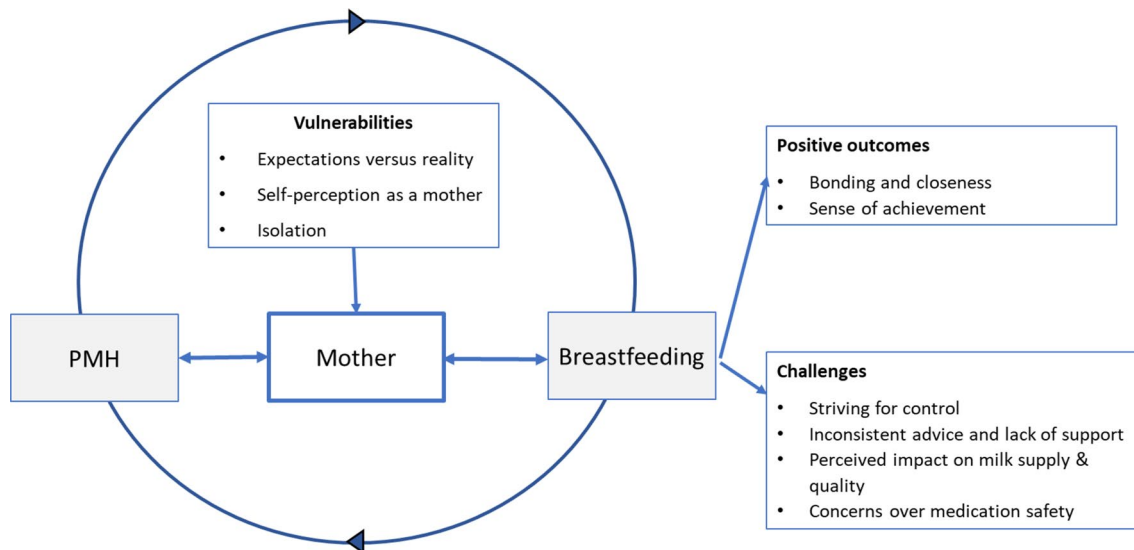 Vulnerabilities
• Expectations versus reality
• Self-perception as a mother
• Isolation
PMH
Mother
Breastfeeding
Positive outcomes
• Bonding and closeness
• Sense of achievement
Challenges
• Striving for control
• Inconsistent advice and lack of support
• Perceived impact on milk supply &
quality
• Concerns over medication safety